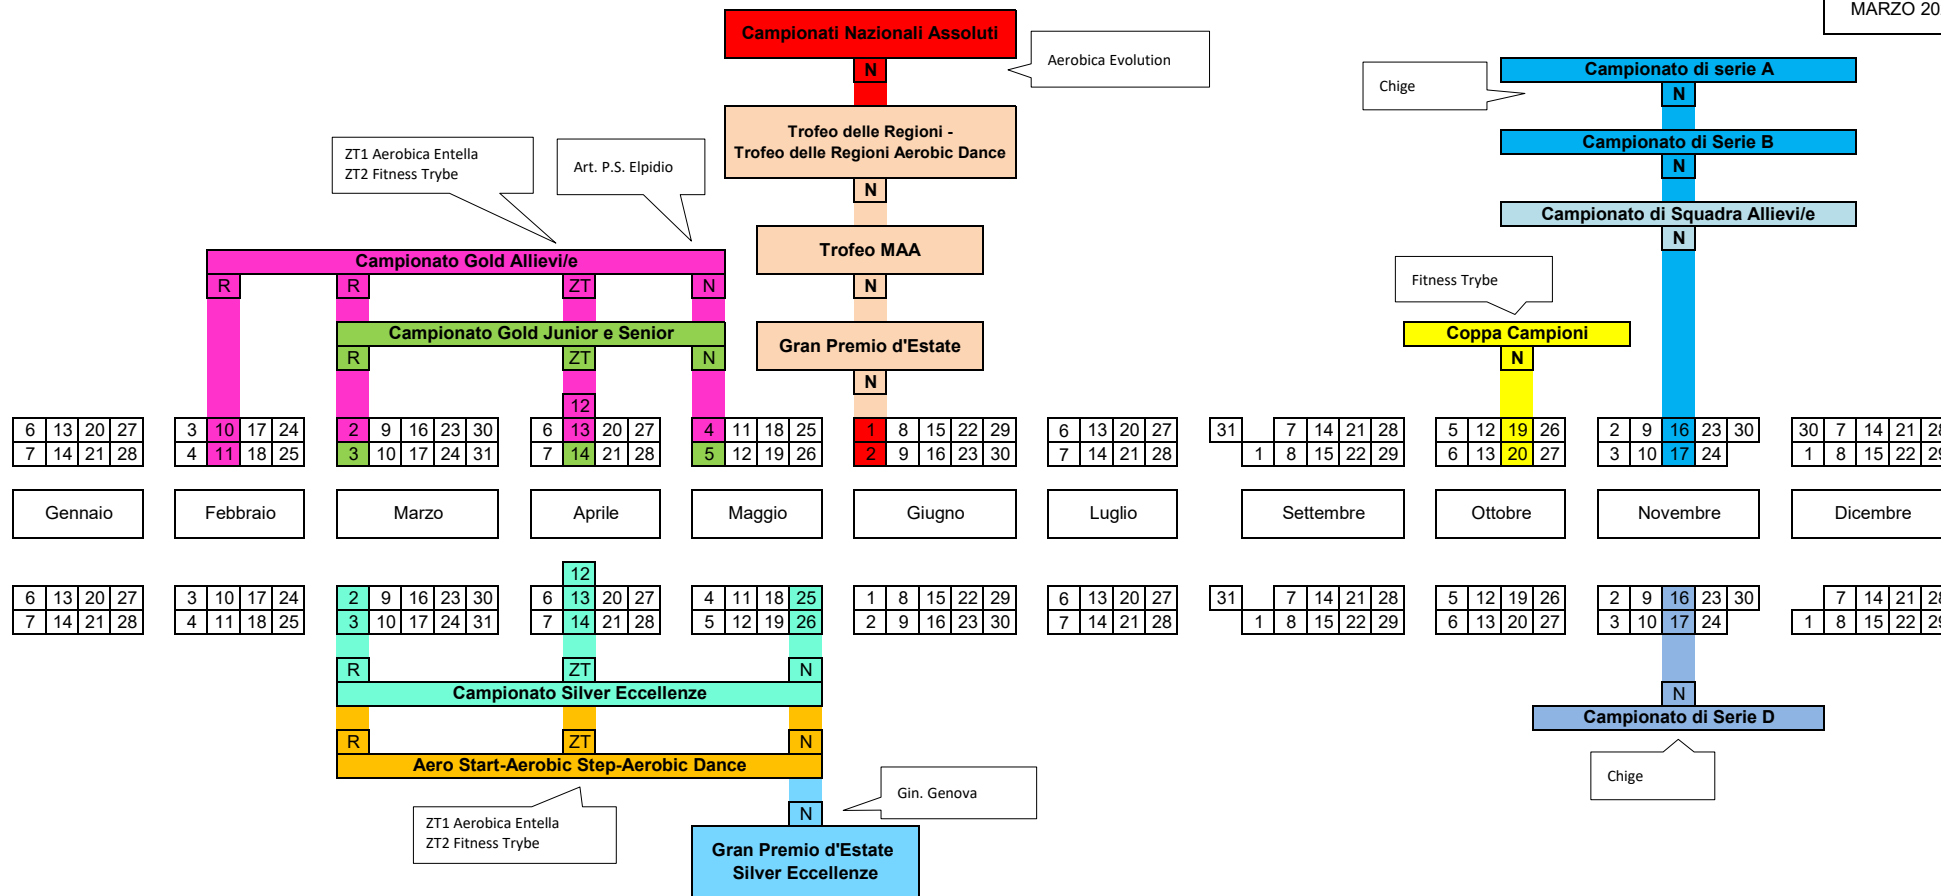 MARZO 20
Campionati Nazionali Assoluti
N
Aerobica Evolution
Campionato di serie A
N
Chige
Trofeo delle Regioni -
Trofeo delle Regioni Aerobic Dance
N
Campionato di Serie B
N
ZT1 Aerobica Entella
ZT2 Fitness Trybe
Art. P.S. Elpidio
Campionato di Squadra Allievi/e
N
Trofeo MAA
N
Campionato Gold Allievi/e
R R ZT N
Fitness Trybe
Campionato Gold Junior e Senior
R ZT N
Gran Premio d'Estate
N
Coppa Campioni
N
12
6 13 20 27 3 10 17 24 2 9 16 23 30 6 13 20 27 4 11 18 25 1 8 15 22 29 6 13 20 27 31 7 14 21 28 5 12 19 26 2 9 16 23 30 30 7 14 21 28
7 14 21 28 4 11 18 25 3 10 17 24 31 7 14 21 28 5 12 19 26 2 9 16 23 30 7 14 21 28 1 8 15 22 29 6 13 20 27 3 10 17 24 1 8 15 22 29
Gennaio Febbraio Marzo Aprile Maggio Giugno Luglio Settembre Ottobre Novembre Dicembre
12
6 13 20 27 3 10 17 24 2 9 16 23 30 6 13 20 27 4 11 18 25 1 8 15 22 29 6 13 20 27 31 7 14 21 28 5 12 19 26 2 9 16 23 30 7 14 21 28
7 14 21 28 4 11 18 25 3 10 17 24 31 7 14 21 28 5 12 19 26 2 9 16 23 30 7 14 21 28 1 8 15 22 29 6 13 20 27 3 10 17 24 1 8 15 22 29
R ZT N
Campionato Silver Eccellenze
N
Campionato di Serie D
R ZT N
Aero Start-Aerobic Step-Aerobic Dance
Chige
Gin. Genova
ZT1 Aerobica Entella
ZT2 Fitness Trybe
N
Gran Premio d'Estate
Silver Eccellenze